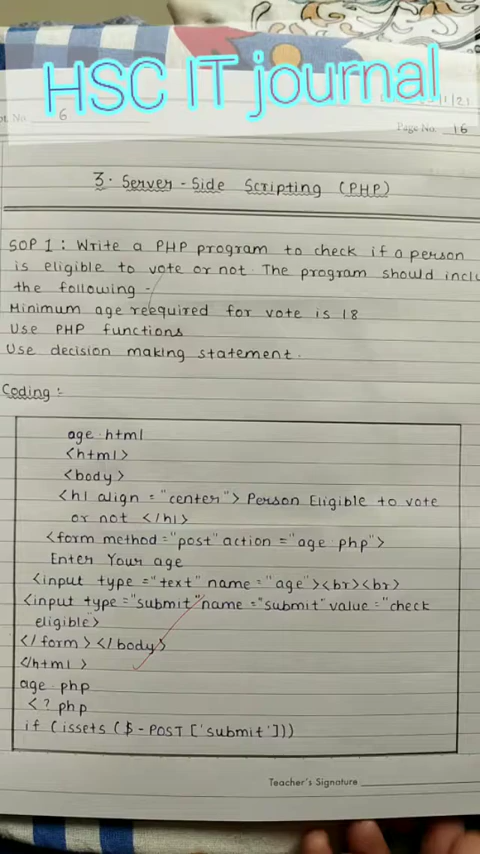 HSC IT journal
6
1/21
Page No. 16
3. Server-Side Scripting (PHP)
SOP 1: Write a PHP program to check if a person
is eligible to vote or not. The program should inclu
the following -
Minimum age reequired for vote is 18
Use PHP functions
Use decision making statement.
Coding :-
age.html
<html>
<body>
<h1 align = "center"> Person Eligible to vote
or not </h1>
<form method="post" action ="age.php">
Enter Your age
<input type ="text" name = "age"><br><br>
<input type ="submit" name ="submit" value ="check
eligible>
</form></body>
</html>
age.php
<?php
if (issets ($-POST ['submit']))
Teacher's Signature